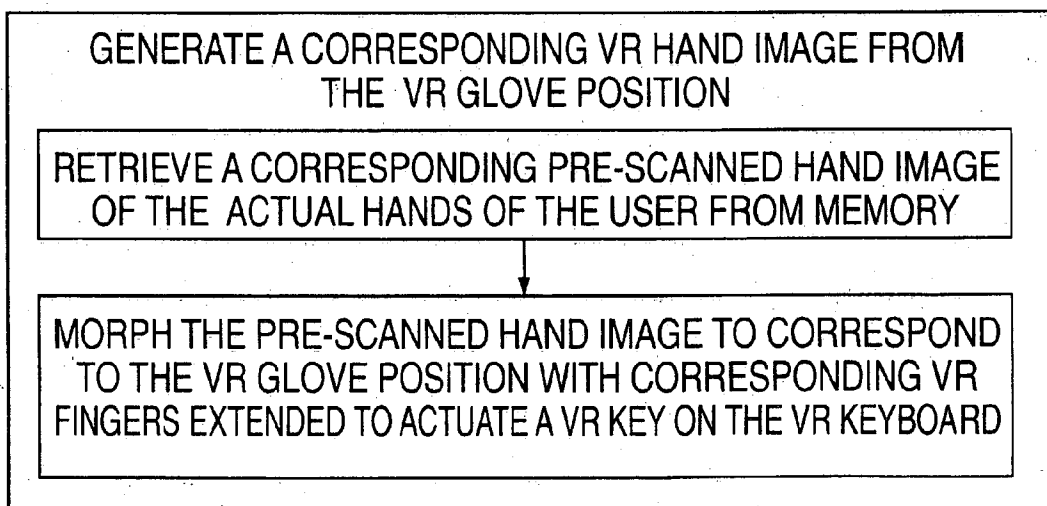 GENERATE A CORRESPONDING VR HAND IMAGE FROM
THE VR GLOVE POSITION
RETRIEVE A CORRESPONDING PRE-SCANNED HAND IMAGE
OF THE ACTUAL HANDS OF THE USER FROM MEMORY
MORPH THE PRE-SCANNED HAND IMAGE TO CORRESPOND
TO THE VR GLOVE POSITION WITH CORRESPONDING VR
FINGERS EXTENDED TO ACTUATE A VR KEY ON THE VR KEYBOARD